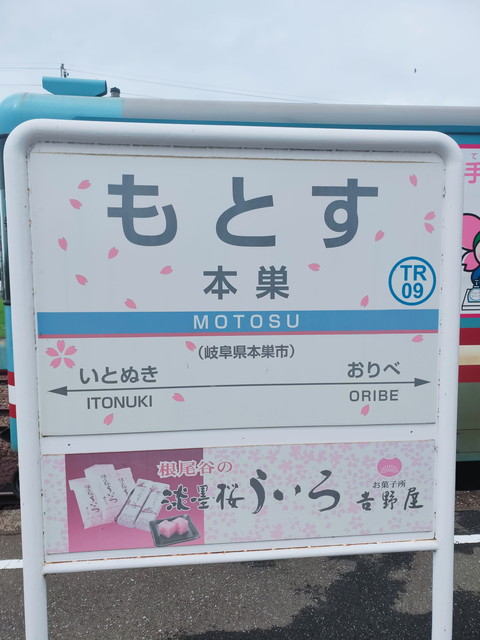 もとす
本巣
TR
09
MOTOSU
（岐阜県本巣市）
いとぬき
おりべ
ITONUKI
ORIBE
根尾谷の
淡墨桜ういろ
お菓子所
𠮷野屋
手